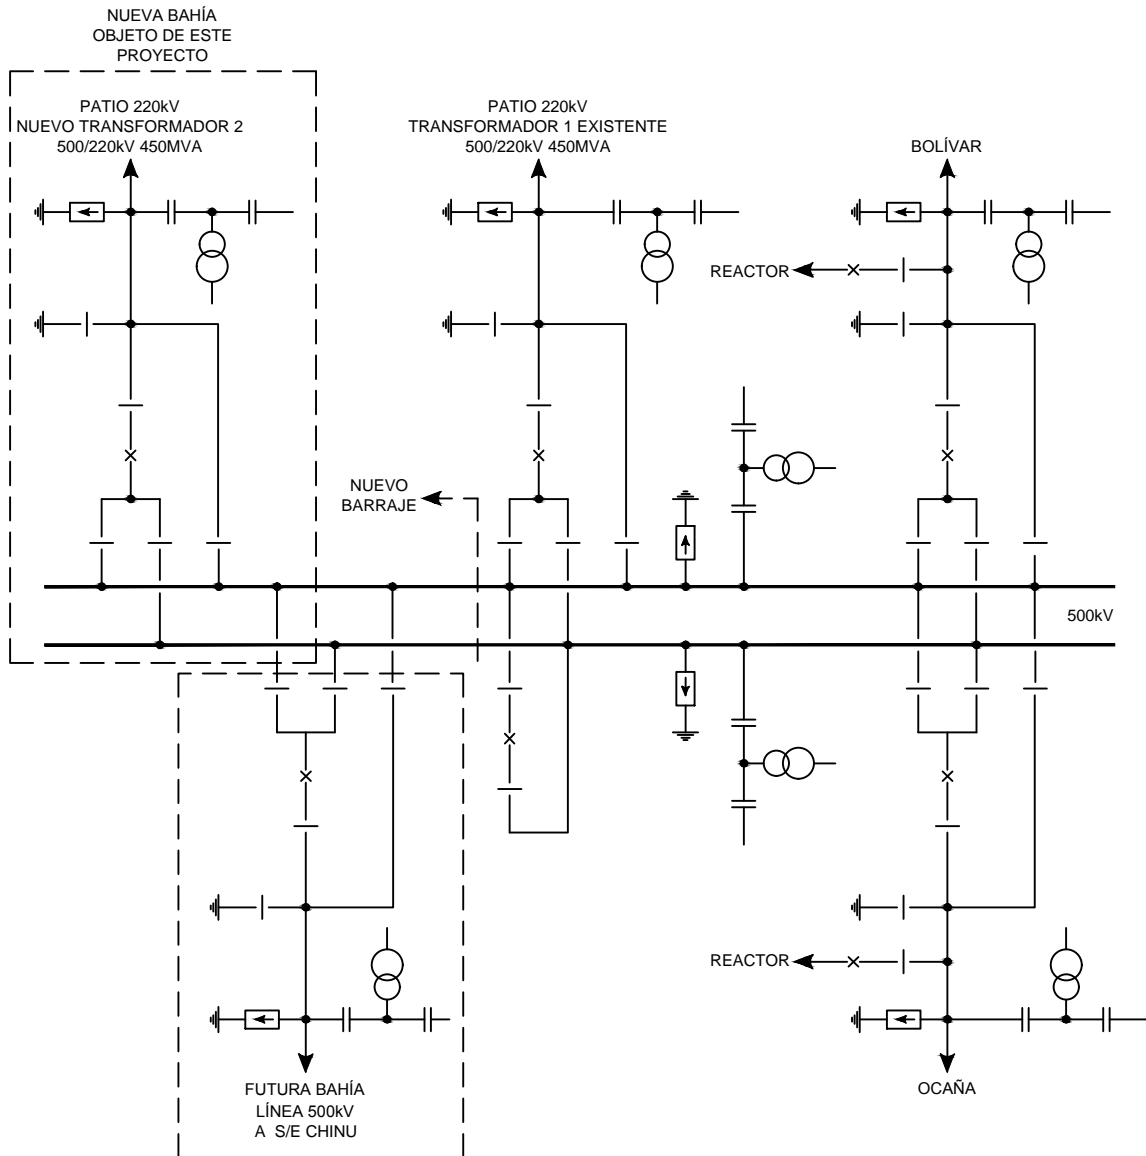 NUEVA BAHÍA
OBJETO DE ESTE
PROYECTO
PATIO 220kV
NUEVO TRANSFORMADOR 2
500/220kV 450MVA
PATIO 220kV
TRANSFORMADOR 1 EXISTENTE
500/220kV 450MVA
BOLÍVAR
REACTOR
NUEVO
BARRAJE
500kV
REACTOR
FUTURA BAHÍA
LÍNEA 500kV
A S/E CHINU
OCAÑA